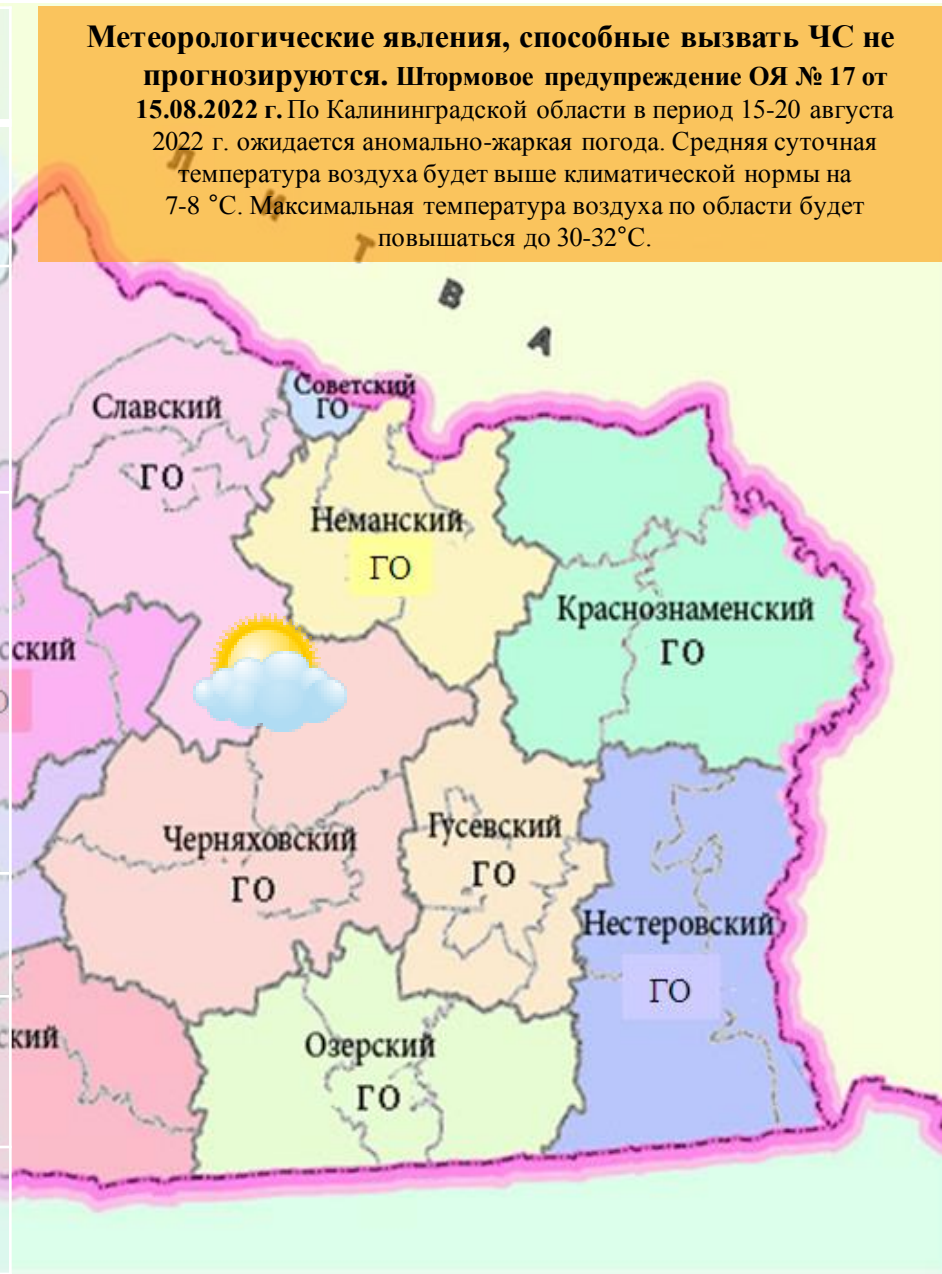 Метеорологические явления, способные вызвать ЧС не
прогнозируются. Штормовое предупреждение ОЯ № 17 от
15.08.2022 г. По Калининградской области в период 15-20 августа
2022 г. ожидается аномально-жаркая погода. Средняя суточная
температура воздуха будет выше климатической нормы на
7-8 °С. Максимальная температура воздуха по области будет
повышаться до 30-32°С.
ЛИТВА
Советский
ГО
Славский
ГО
Неманский
ГО
Краснознаменский
ГО
ский
Черняховский
ГО
Гусевский
ГО
Нестеровский
ГО
кий
Озерский
ГО